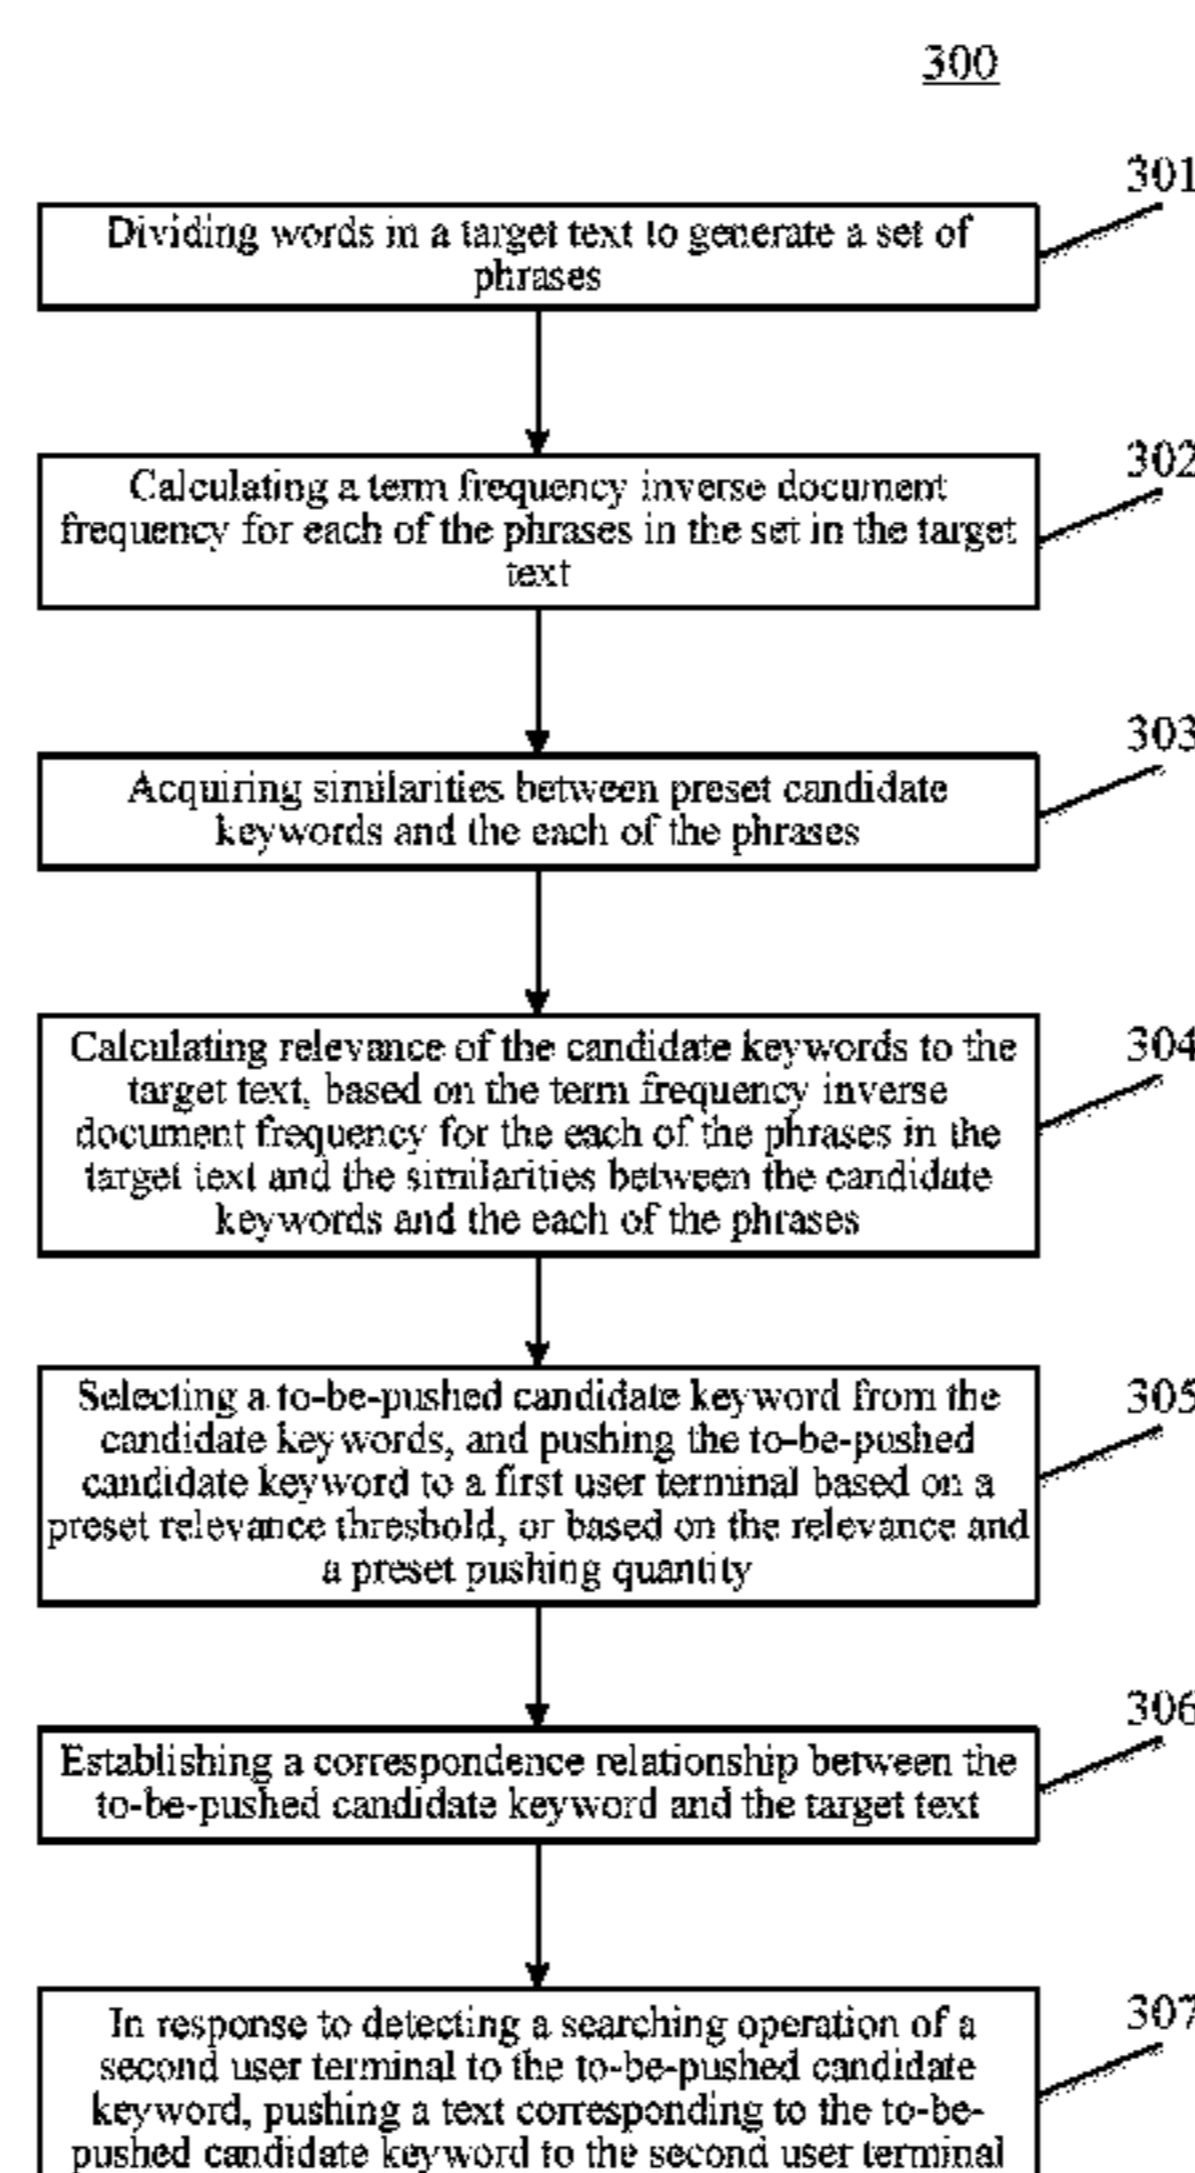 300
301
Dividing words in a target text to generate a set of
phrases
302
Calculating a term frequency inverse document
frequency for each of the phrases in the set in the target
text
303
Acquiring similarities between preset candidate
keywords and the each of the phrases
304
Calculating relevance of the candidate keywords to the
target text, based on the term frequency inverse
document frequency for the each of the phrases in the
target text and the similarities between the candidate
keywords and the each of the phrases
305
Selecting a to-be-pushed candidate keyword from the
candidate keywords, and pushing the to-be-pushed
candidate keyword to a first user terminal based on a
preset relevance threshold, or based on the relevance and
a preset pushing quantity
306
Establishing a correspondence relationship between the
to-be-pushed candidate keyword and the target text
307
In response to detecting a searching operation of a
second user terminal to the to-be-pushed candidate
keyword, pushing a text corresponding to the to-be-
pushed candidate keyword to the second user terminal